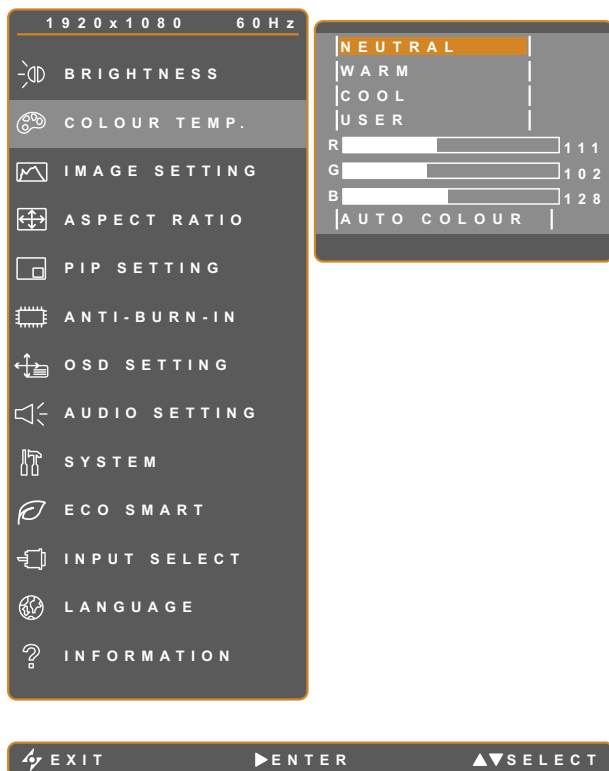 1920x1080 60Hz
BRIGHTNESS
COLOUR TEMP.
IMAGE SETTING
ASPECT RATIO
PIP SETTING
ANTI-BURN-IN
OSD SETTING
AUDIO SETTING
SYSTEM
ECO SMART
INPUT SELECT
LANGUAGE
INFORMATION
NEUTRAL
WARM
COOL
USER
R 111
G 102
B 128
AUTO COLOUR
EXIT ▶ENTER ▲▼SELECT